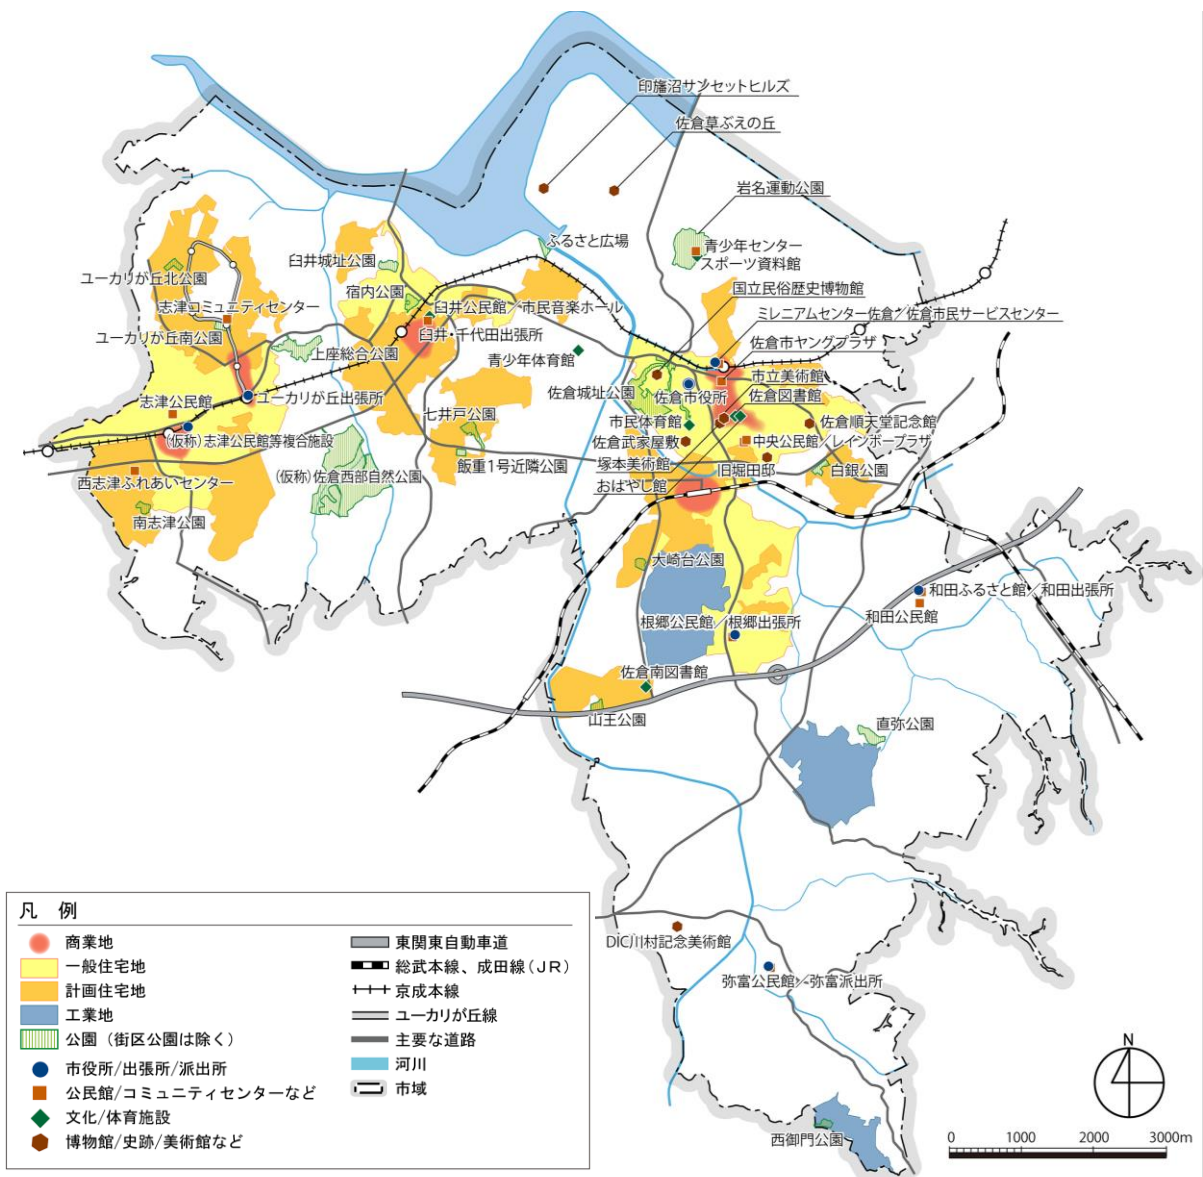 印旛沼サンセットヒルズ
佐倉草ぶえの丘
岩名運動公園
ふるさと広場
青少年センター
スポーツ資料館
国立民俗歴史博物館
ミレニアムセンター佐倉／佐倉市民サービスセンター
佐倉市ヤングプラザ
市立美術館
佐倉図書館
臼井城址公園
宿内公園
臼井公民館／市民音楽ホール
臼井・千代田出張所
ユーカリが丘北公園
志津コミュニティセンター
ユーカリが丘南公園
上座総合公園
青少年体育館
佐倉城址公園
佐倉市役所
志津公民館
ユーカリが丘出張所
七井戸公園
市民体育館
佐倉順天堂記念館
(仮称)志津公民館等複合施設
佐倉武家屋敷
中央公民館／レインボープラザ
飯重1号近隣公園
塚本美術館
旧堀田邸
白銀公園
西志津ふれあいセンター
(仮称)佐倉西部自然公園
おはやし館
南志津公園
大崎台公園
和田ふるさと館／和田出張所
和田公民館
根郷公民館／根郷出張所
佐倉南図書館
山王公園
直弥公園
DIC川村記念美術館
弥富公民館／弥富派出所
西御門公園
凡　例
商業地
一般住宅地
計画住宅地
工業地
公園（街区公園は除く）
市役所/出張所/派出所
公民館/コミュニティセンターなど
文化/体育施設
博物館/史跡/美術館など
東関東自動車道
総武本線、成田線(ＪＲ)
京成本線
ユーカリが丘線
主要な道路
河川
市域
N
0 1000 2000 3000m